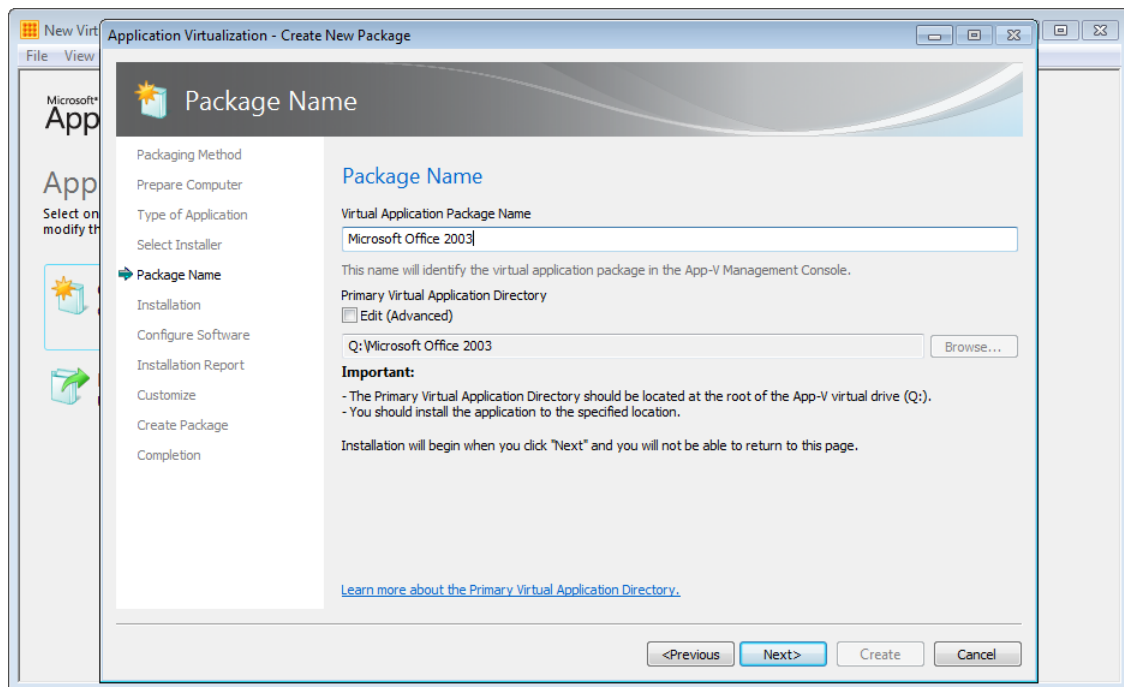 New Virt
Application Virtualization - Create New Package
File View
Microsoft®
App
Package Name
App
Select on
modify th
Packaging Method
Prepare Computer
Type of Application
Select Installer
Package Name
Installation
Configure Software
Installation Report
Customize
Create Package
Completion
Package Name
Virtual Application Package Name
Microsoft Office 2003
This name will identify the virtual application package in the App-V Management Console.
Primary Virtual Application Directory
Edit (Advanced)
Q:\Microsoft Office 2003
Browse...
Important:
- The Primary Virtual Application Directory should be located at the root of the App-V virtual drive (Q:).
- You should install the application to the specified location.
Installation will begin when you click "Next" and you will not be able to return to this page.
Learn more about the Primary Virtual Application Directory.
<Previous
Next>
Create
Cancel